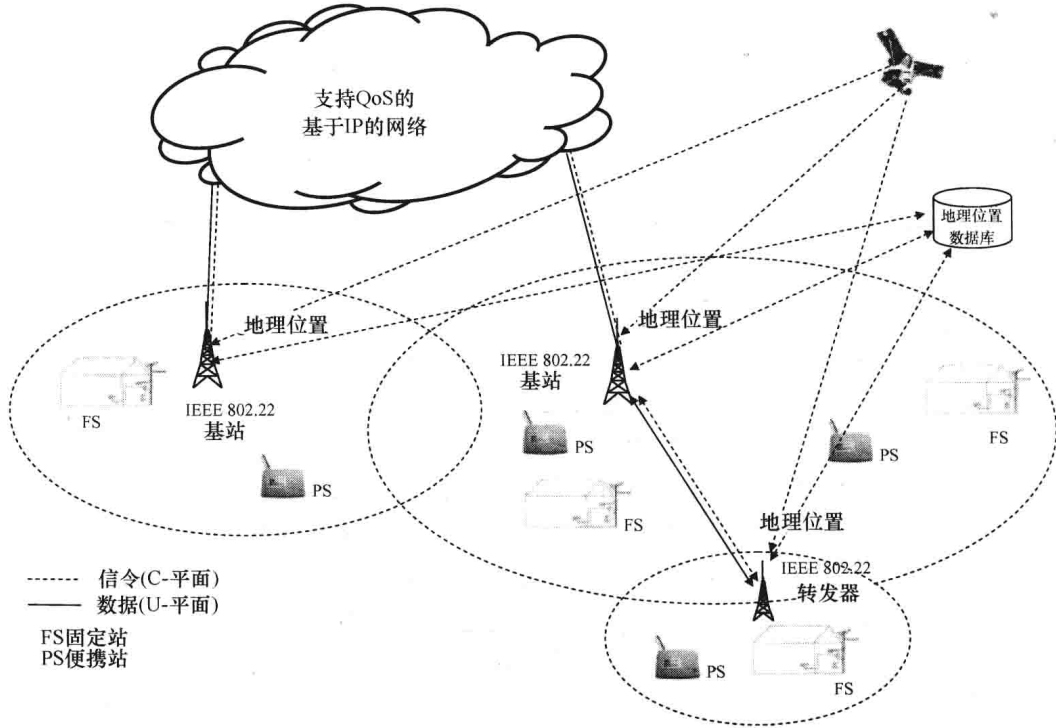 支持QoS的
基于IP的网络
地理位置
数据库
地理位置
地理位置
IEEE 802.22
基站
IEEE 802.22
基站
FS
PS
PS
FS
PS
FS
地理位置
IEEE 802.22
转发器
PS
FS
信令(C-平面)
数据(U-平面)
FS固定站
PS便携站